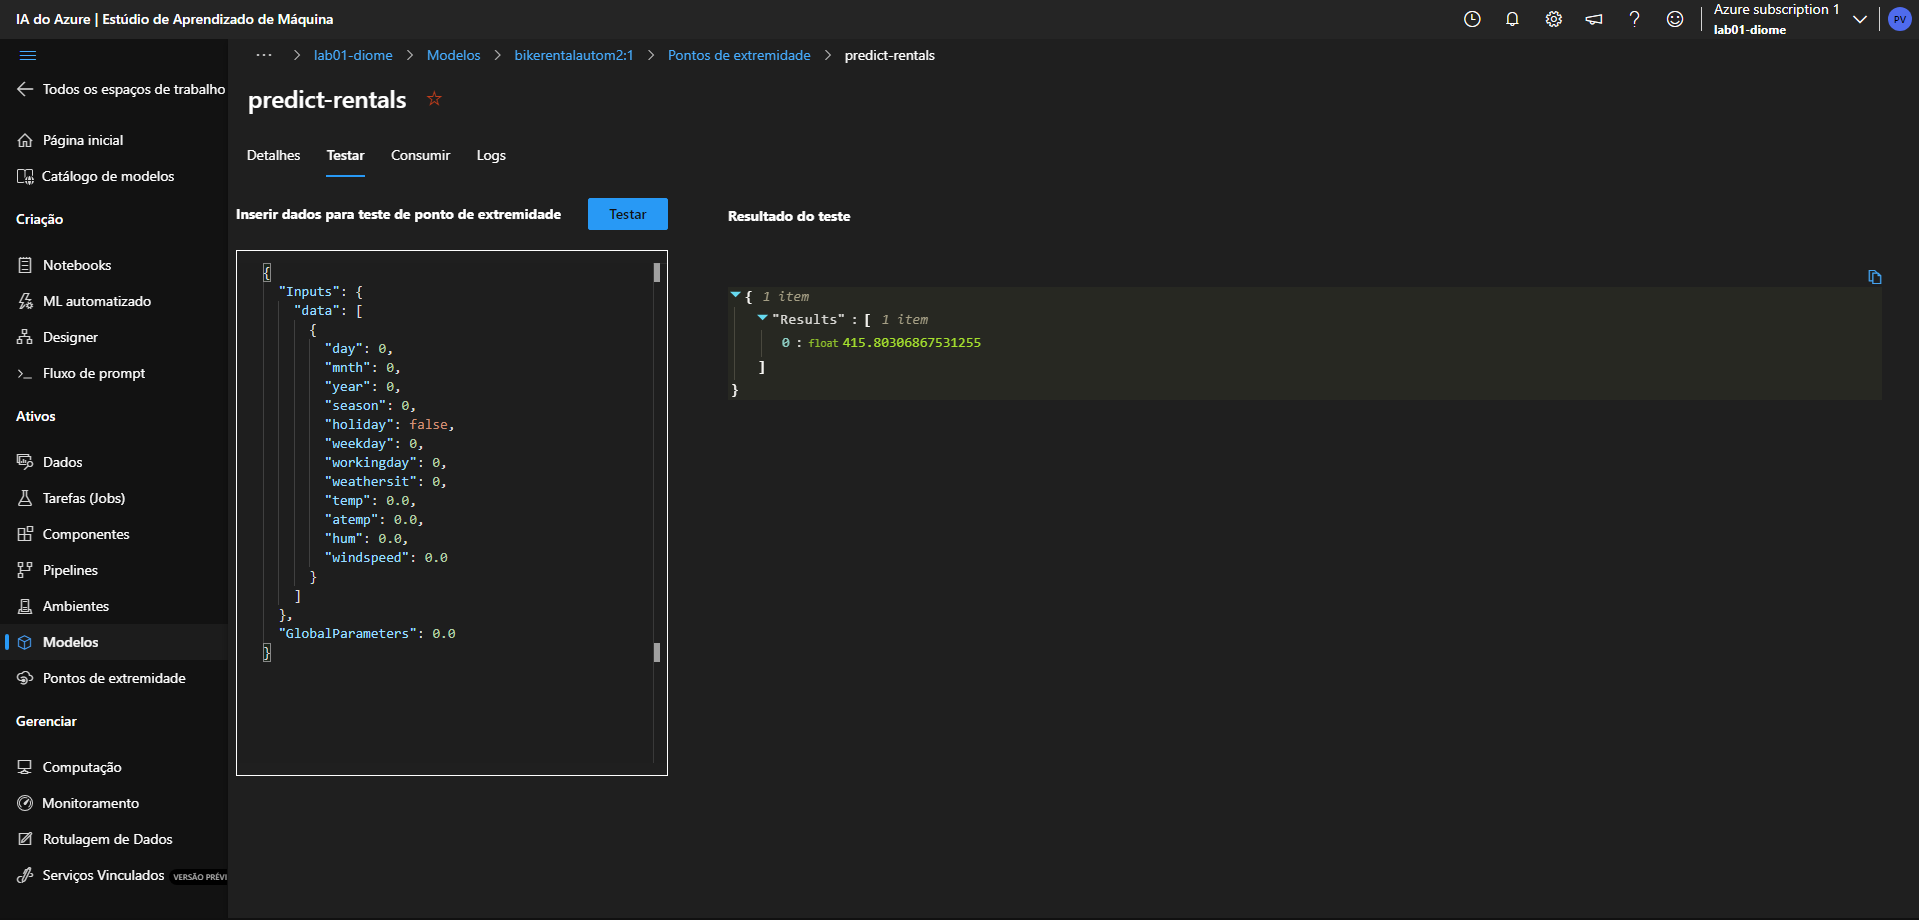 IA do Azure | Estúdio de Aprendizado de Máquina
Azure subscription 1
lab01-diome
PV
Todos os espaços de trabalho
Página inicial
Catálogo de modelos
Criação
Notebooks
ML automatizado
Designer
Fluxo de prompt
Ativos
Dados
Tarefas (Jobs)
Componentes
Pipelines
Ambientes
Modelos
Pontos de extremidade
Gerenciar
Computação
Monitoramento
Rotulagem de Dados
Serviços Vinculados VERSÃO PRÉVI
... > lab01-diome > Modelos > bikerentalautom2:1 > Pontos de extremidade > predict-rentals
predict-rentals
Detalhes Testar Consumir Logs
Inserir dados para teste de ponto de extremidade Testar
{
"Inputs": {
"data": [
{
"day": 0,
"mnth": 0,
"year": 0,
"season": 0,
"holiday": false,
"weekday": 0,
"workingday": 0,
"weathersit": 0,
"temp": 0.0,
"atemp": 0.0,
"hum": 0.0,
"windspeed": 0.0
}
]
},
"GlobalParameters": 0.0
}
Resultado do teste
{ 1 item
"Results" : [ 1 item
0 : float 415.80306867531255
]
}